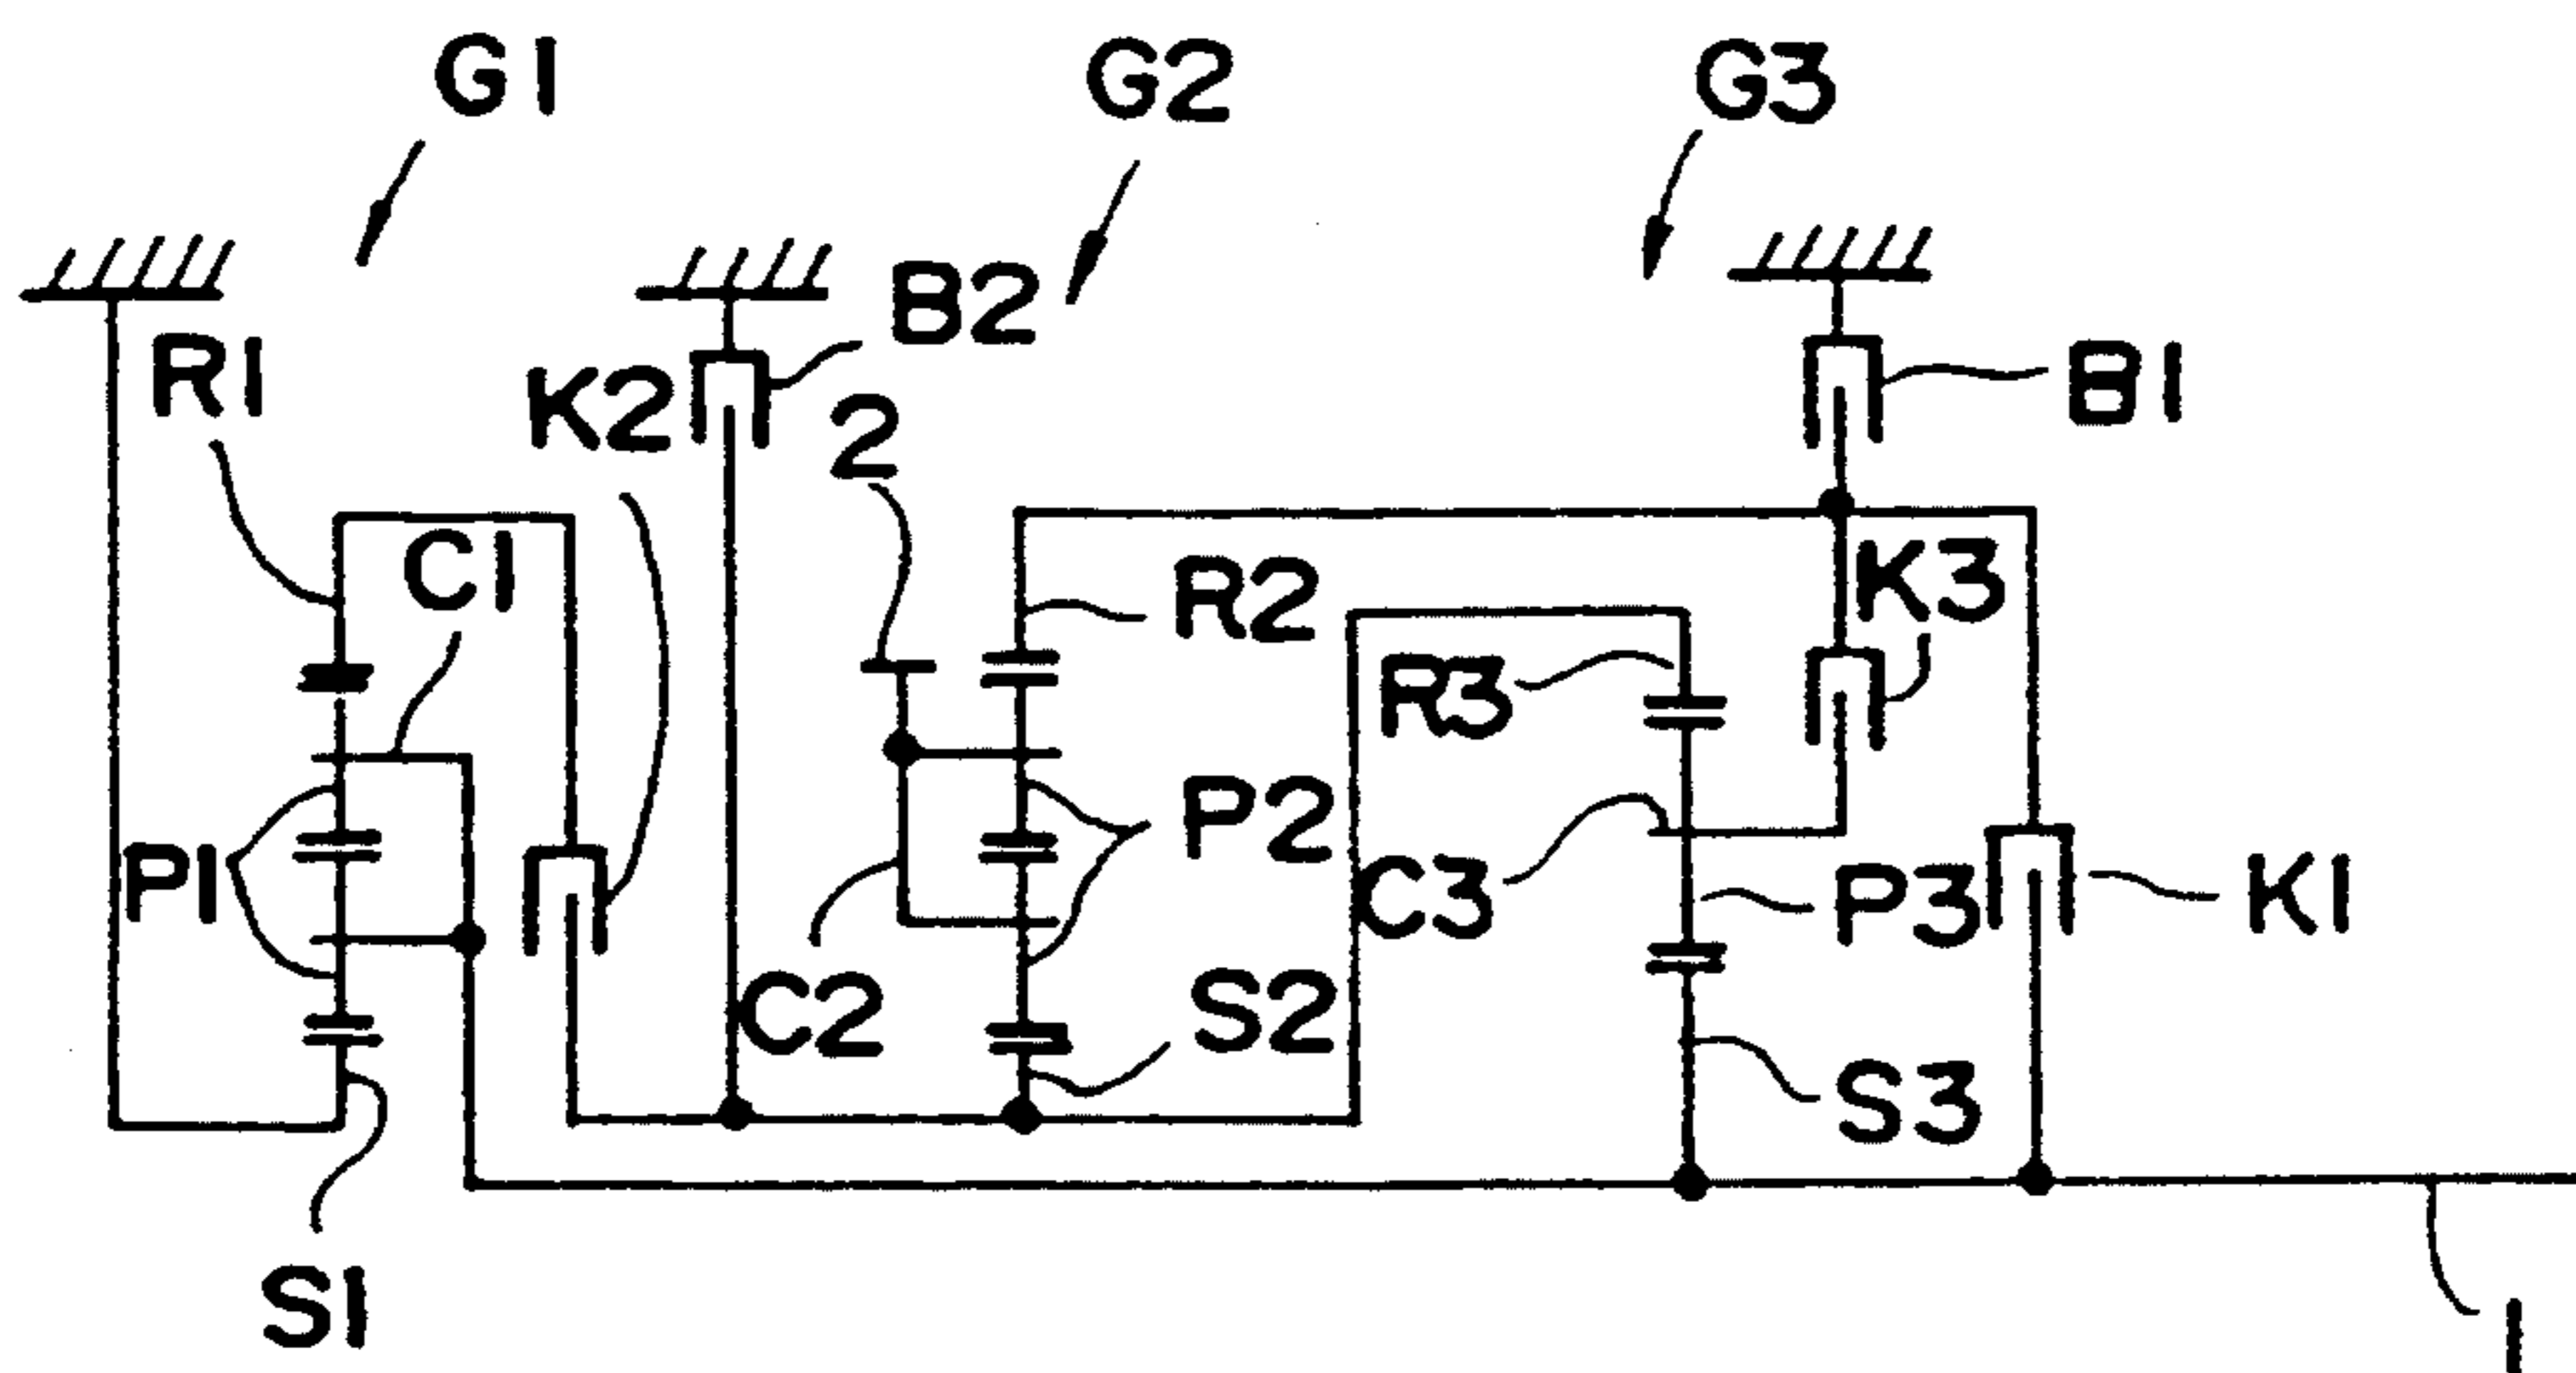 G1 G2 G3
R1 K2 B2 B1
2
C1 R2 K3
R3
P1 P2
C3 P3 K1
C2 S2
S3
S1
1